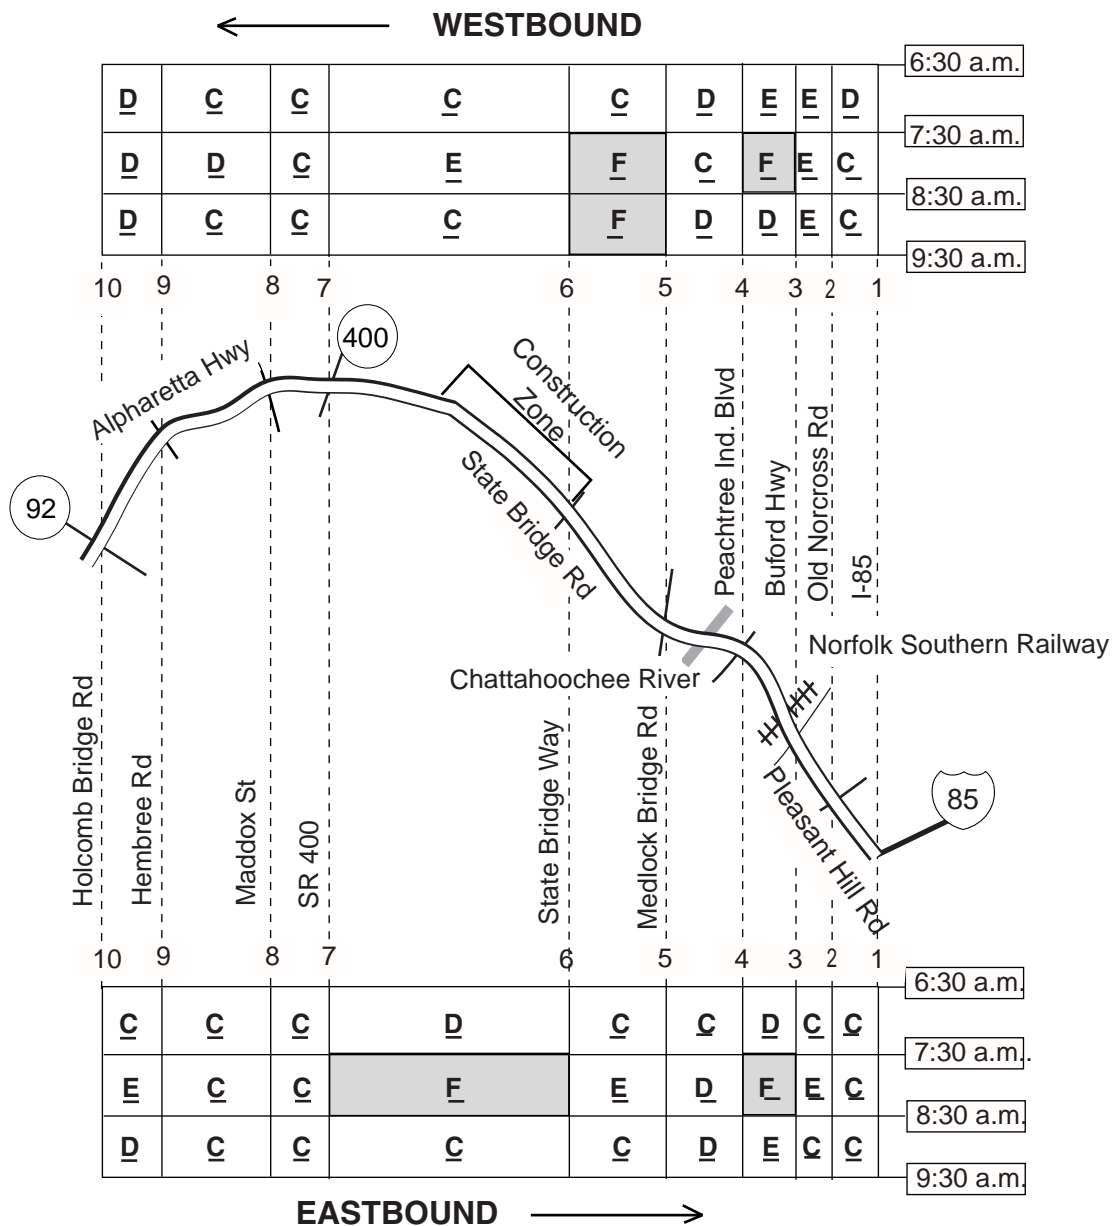 WESTBOUND
6:30 a.m.
D C C C C D E E D
7:30 a.m.
D D C E F C F E C
8:30 a.m.
D C C C F D D E C
9:30 a.m.
10 9 8 7 6 5 4 3 2 1
400
Alpharetta Hwy
Construction
Zone
92
State Bridge Rd
Peachtree Ind. Blvd
Buford Hwy
Old Norcross Rd
I-85
Norfolk Southern Railway
Chattahoochee River
Holcomb Bridge Rd
Hembree Rd
Maddox St
SR 400
State Bridge Way
Medlock Bridge Rd
Pleasant Hill Rd
85
10 9 8 7 6 5 4 3 2 1
6:30 a.m.
C C C D C C D C C
7:30 a.m..
E C C F E D F E C
8:30 a.m.
D C C C C D E C C
9:30 a.m.
EASTBOUND